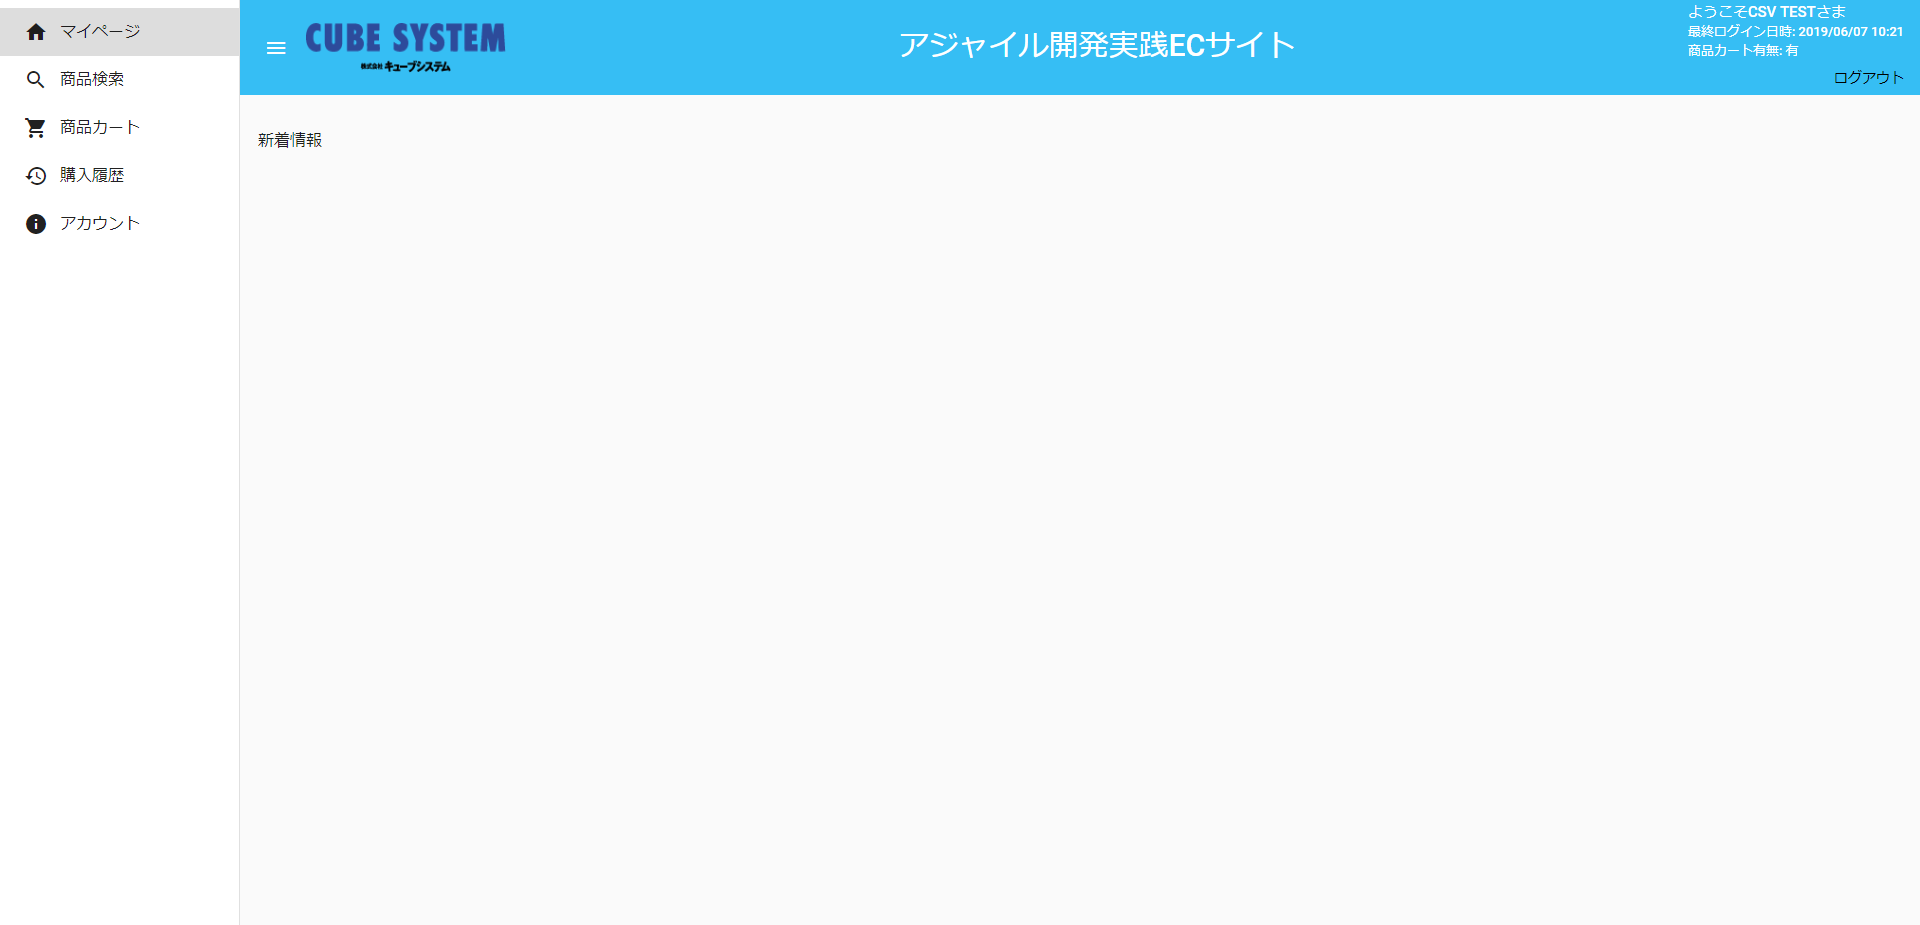 マイページ
商品検索
商品カート
購入履歴
アカウント
CUBE SYSTEM
株式会社 キューブシステム
アジャイル開発実践ECサイト
ようこそCSV TESTさま
最終ログイン日時: 2019/06/07 10:21
商品カート有無: 有
ログアウト
新着情報